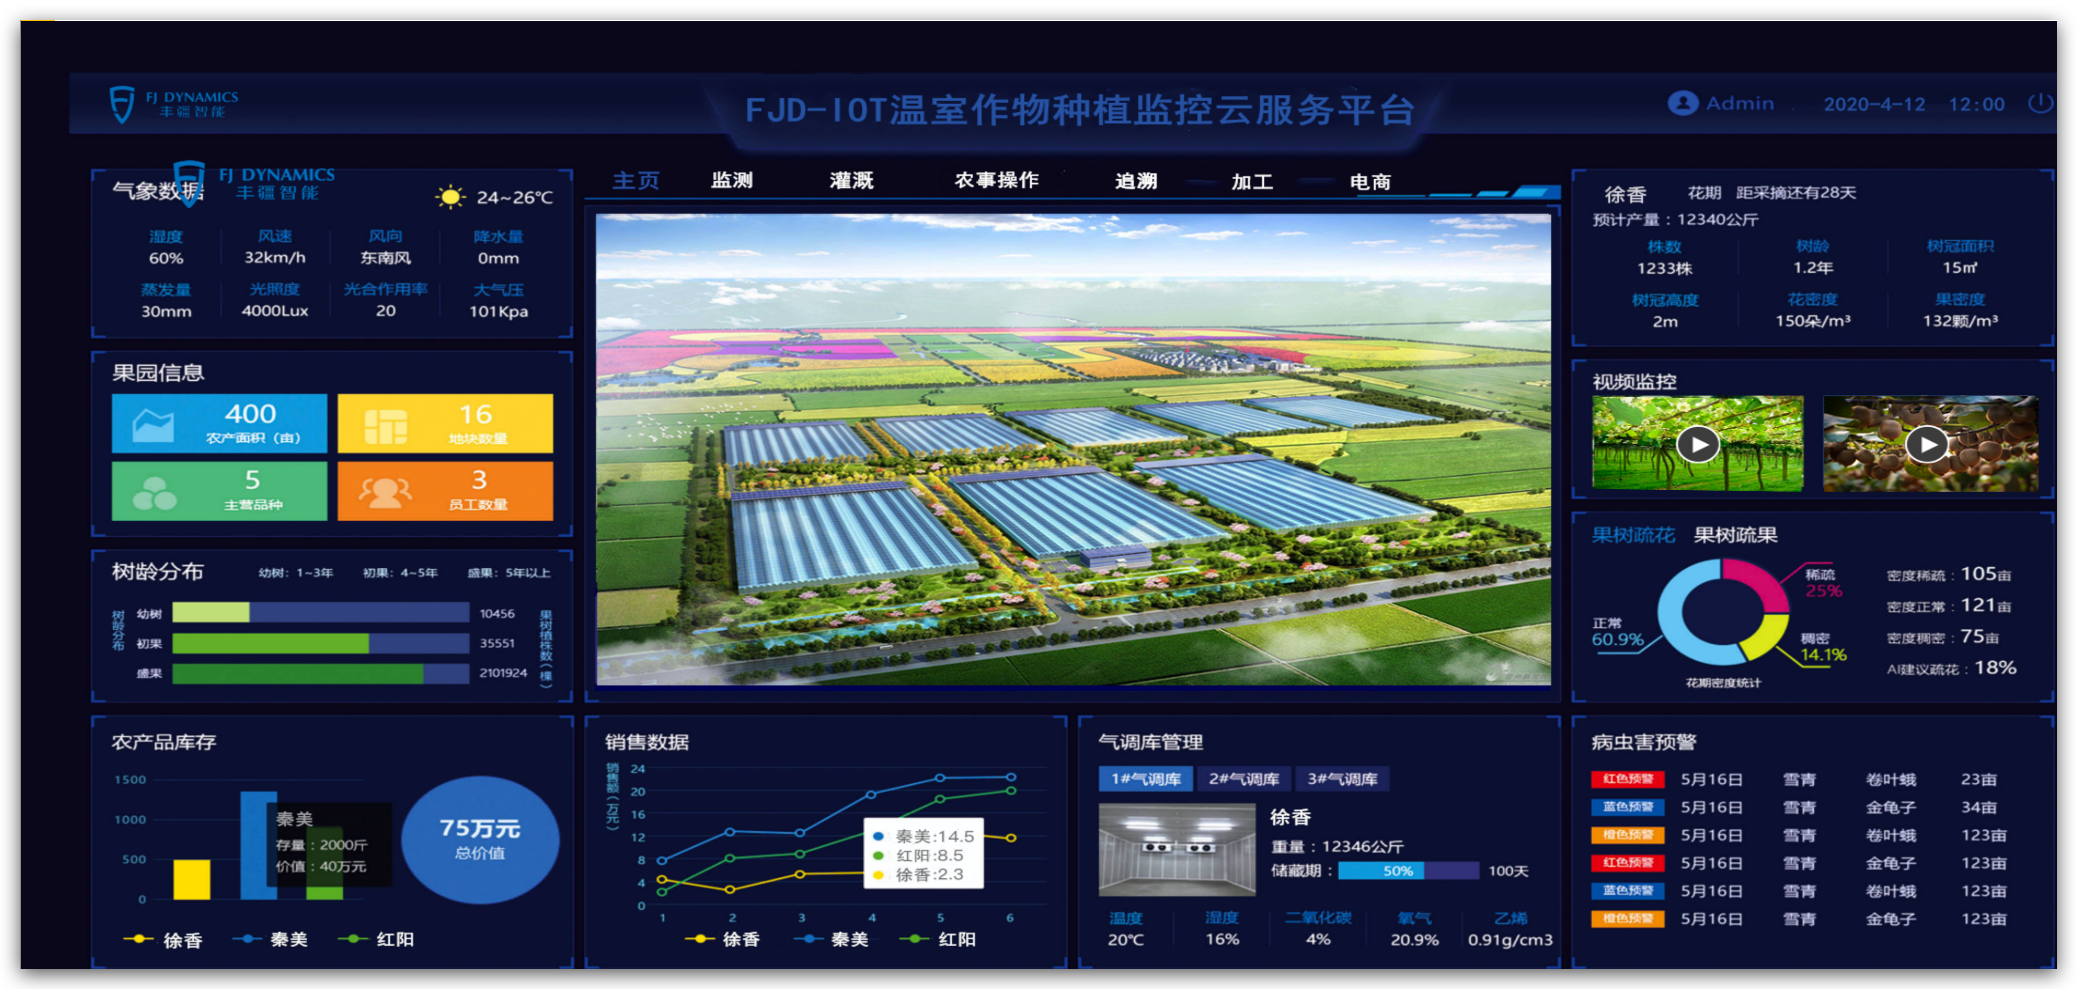 FJ DYNAMICS
丰疆智能
FJD-IOT温室作物种植监控云服务平台
Admin 2020-4-12 12:00
主页 监测 灌溉 农事操作 追溯 加工 电商
FJ DYNAMICS
丰疆智能
气象数据 24~26℃
湿度 风速 风向 降水量
60% 32km/h 东南风 0mm
蒸发量 光照度 光合作用率 大气压
30mm 4000Lux 20 101Kpa
果园信息
400 16
农产面积（亩） 地块数量
5 3
主营品种 员工数量
树龄分布 幼树：1~3年 初果：4~5年 盛果：5年以上
树龄分布
幼树 10456
初果 35551
盛果 2101924
果树植株数（棵）
徐香 花期 距采摘还有28天
预计产量：12340公斤
株数 树龄 树冠面积
1233株 1.2年 15㎡
树冠高度 花密度 果密度
2m 150朵/m³ 132颗/m³
视频监控
果树疏花 果树疏果
稀疏
25%
正常
60.9%
稠密
14.1%
花期密度统计
密度稀疏：105亩
密度正常：121亩
密度稠密：75亩
AI建议疏花：18%
农产品库存
1500
1000
500
0
秦美
存量：2000斤
价值：40万元
75万元
总价值
徐香 秦美 红阳
销售数据
销售额（万元）
24
20
16
12
8
4
0
1 2 3 4 5 6
秦美:14.5
红阳:8.5
徐香:2.3
徐香 秦美 红阳
气调库管理
1#气调库 2#气调库 3#气调库
徐香
重量：12346公斤
储藏期： 50% 100天
温度 湿度 二氧化碳 氧气 乙烯
20℃ 16% 4% 20.9% 0.91g/cm3
病虫害预警
红色预警 5月16日 雪青 卷叶蛾 23亩
蓝色预警 5月16日 雪青 金龟子 34亩
橙色预警 5月16日 雪青 卷叶蛾 123亩
红色预警 5月16日 雪青 金龟子 123亩
蓝色预警 5月16日 雪青 卷叶蛾 123亩
橙色预警 5月16日 雪青 金龟子 123亩